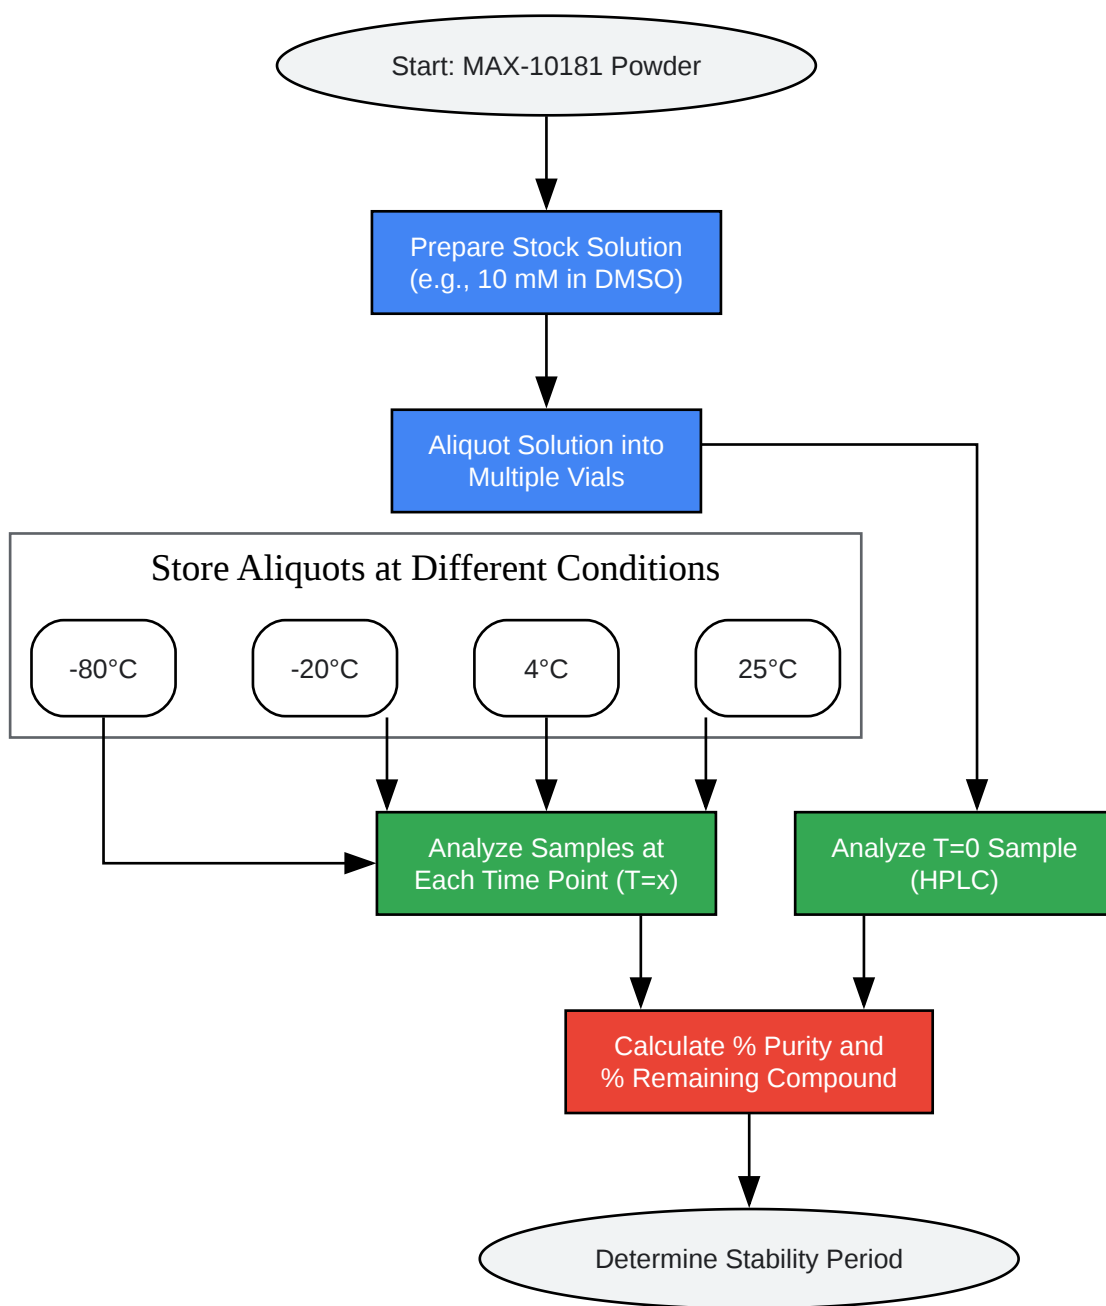 Start: MAX-10181 Powder
Prepare Stock Solution
(e.g., 10 mM in DMSO)
Aliquot Solution into
Multiple Vials
Store Aliquots at Different Conditions
-80°C
-20°C
4°C
25°C
Analyze Samples at
Each Time Point (T=x)
Analyze T=0 Sample
(HPLC)
Calculate % Purity and
% Remaining Compound
Determine Stability Period